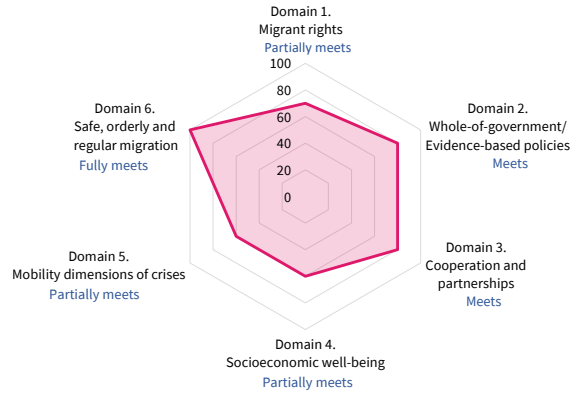 Domain 1.
Migrant rights
Partially meets
100
80
60
40
20
0
Domain 2.
Whole-of-government/
Evidence-based policies
Meets
Domain 3.
Cooperation and
partnerships
Meets
Domain 4.
Socioeconomic well-being
Partially meets
Domain 5.
Mobility dimensions of crises
Partially meets
Domain 6.
Safe, orderly and
regular migration
Fully meets